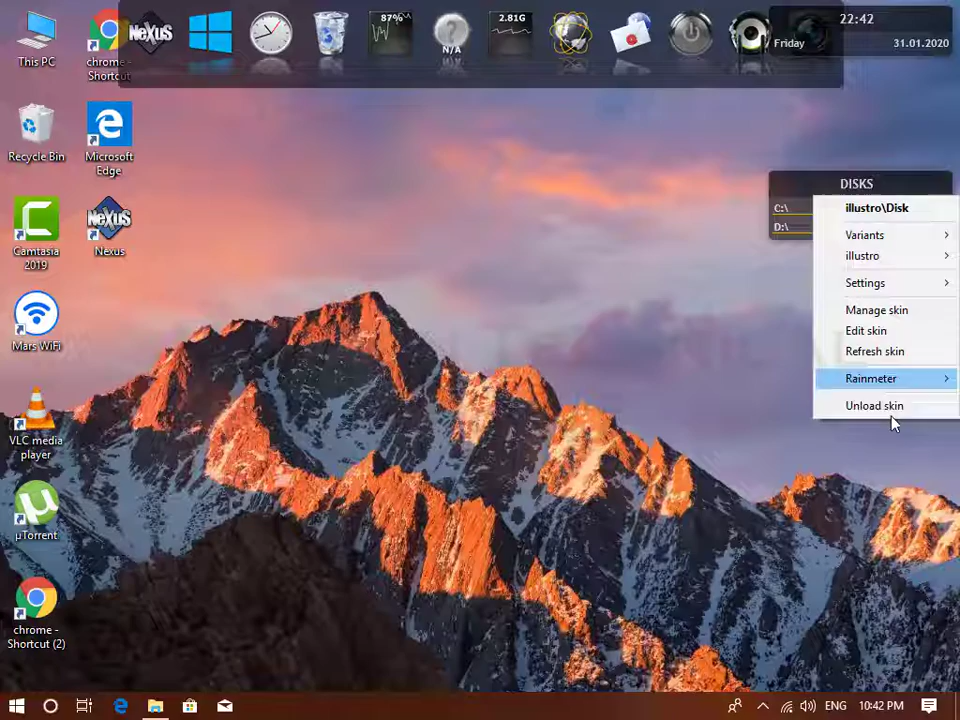 This PC
chrome -
Shortcut
NEXUS
87%
N/A
2.81G
22:42
Friday
31.01.2020
Recycle Bin
Microsoft
Edge
Camtasia
2019
NEXUS
Nexus
Mars WiFi
VLC media
player
µTorrent
chrome -
Shortcut (2)
DISKS
C:\
D:\
illustro\Disk
Variants
illustro
Settings
Manage skin
Edit skin
Refresh skin
Rainmeter
Unload skin
ENG
10:42 PM